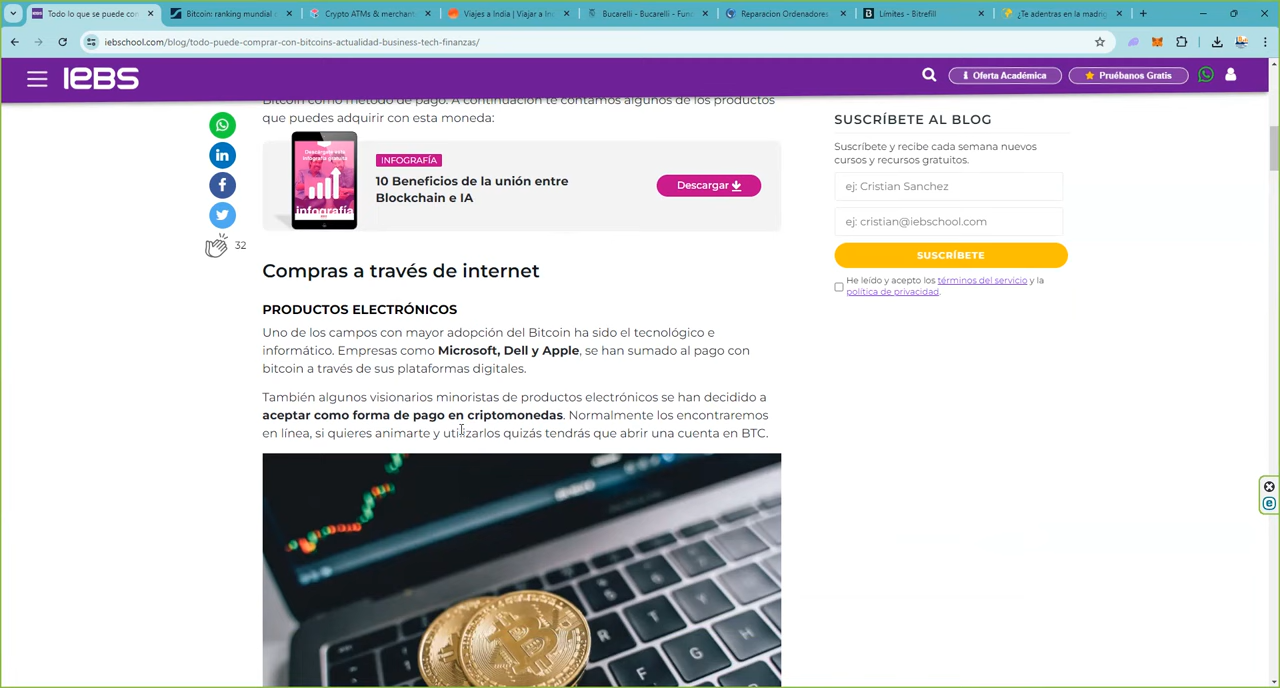 Todo lo que se puede con
Bitcoin: ranking mundial d
Crypto ATMs & merchant
Viajes a India | Viajar a In
Bucarelli - Bucarelli - Fun
Reparacion Ordenadores
Límites - Bitrefill
¿Te adentras en la madrig
iebschool.com/blog/todo-puede-comprar-con-bitcoins-actualidad-business-tech-finanzas/
IEBS
Oferta Académica
Pruébanos Gratis
Bitcoin como método de pago. A continuación te contamos algunos de los productos
que puedes adquirir con esta moneda:
INFOGRAFÍA
10 Beneficios de la unión entre
Blockchain e IA
Descargar
infografía
32
Compras a través de internet
PRODUCTOS ELECTRÓNICOS
Uno de los campos con mayor adopción del Bitcoin ha sido el tecnológico e
informático. Empresas como Microsoft, Dell y Apple, se han sumado al pago con
bitcoin a través de sus plataformas digitales.
También algunos visionarios minoristas de productos electrónicos se han decidido a
aceptar como forma de pago en criptomonedas. Normalmente los encontraremos
en línea, si quieres animarte y utilizarlos quizás tendrás que abrir una cuenta en BTC.
SUSCRÍBETE AL BLOG
Suscríbete y recibe cada semana nuevos
cursos y recursos gratuitos.
ej: Cristian Sanchez
ej: cristian@iebschool.com
SUSCRÍBETE
He leído y acepto los términos del servicio y la
política de privacidad.